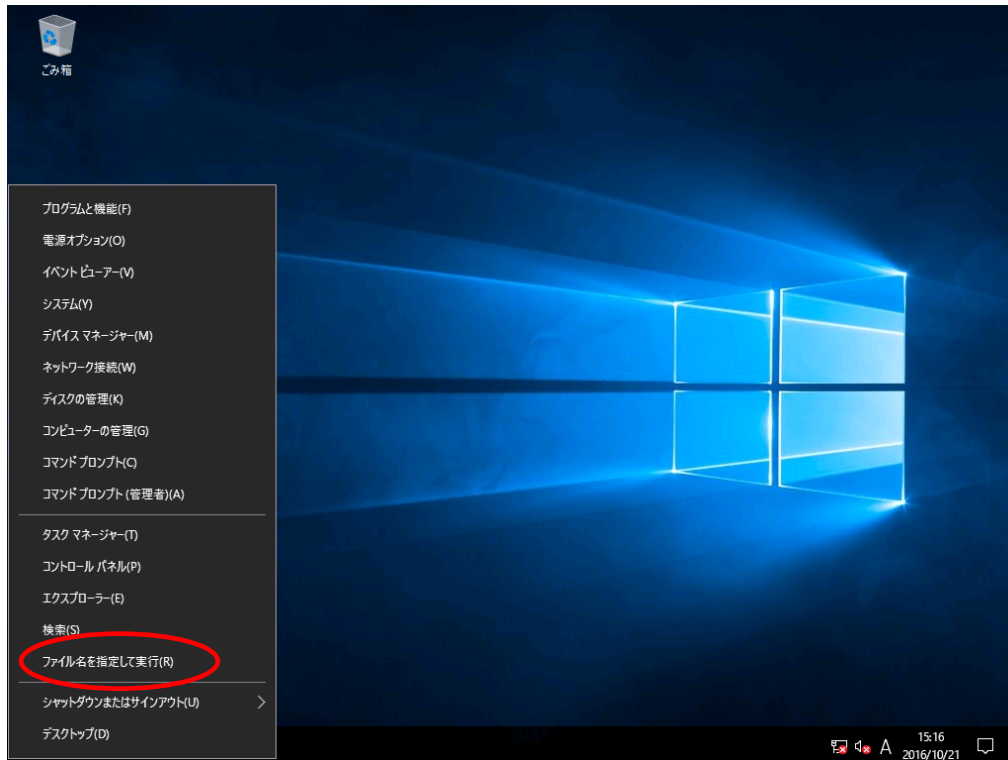 ごみ箱
プログラムと機能(F)
電源オプション(O)
イベント ビューアー(V)
システム(Y)
デバイス マネージャー(M)
ネットワーク接続(W)
ディスクの管理(K)
コンピューターの管理(G)
コマンド プロンプト(C)
コマンド プロンプト (管理者)(A)
タスク マネージャー(T)
コントロール パネル(P)
エクスプローラー(E)
検索(S)
ファイル名を指定して実行(R)
シャットダウンまたはサインアウト(U)
デスクトップ(D)
A
15:16
2016/10/21